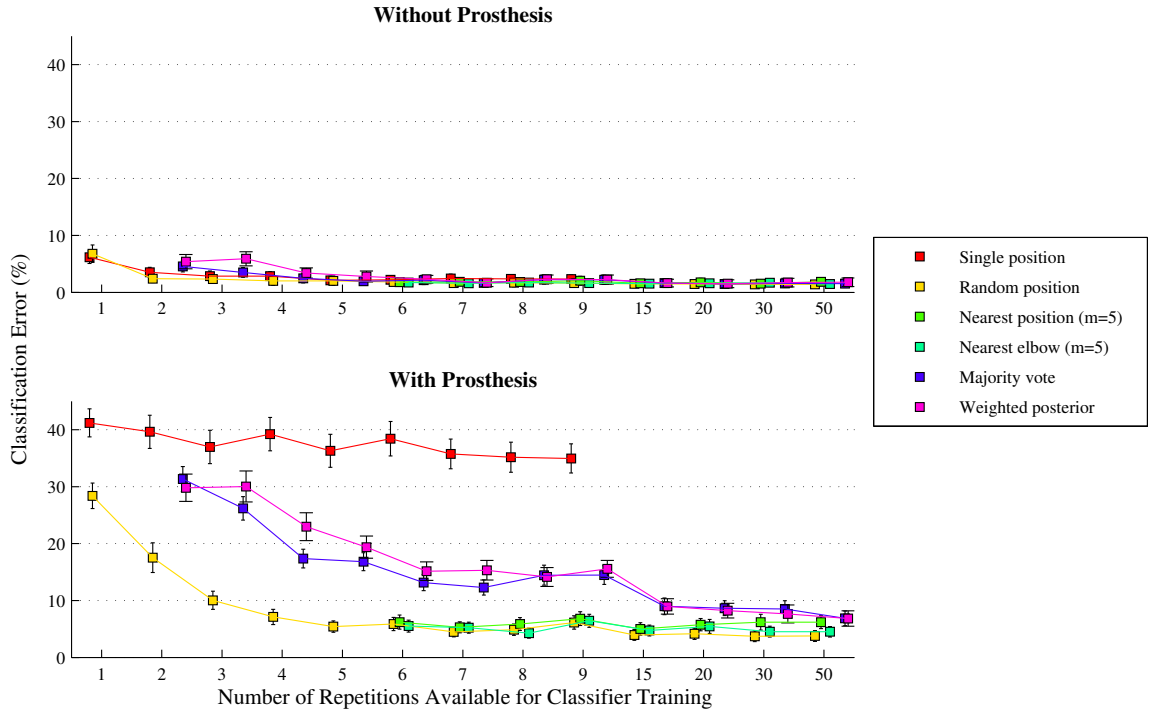 Without Prosthesis
40
30
20
10
0
1 2 3 4 5 6 7 8 9 15 20 30 50
With Prosthesis
40
30
20
10
0
1 2 3 4 5 6 7 8 9 15 20 30 50
Number of Repetitions Available for Classifier Training
Classification Error (%)
Single position
Random position
Nearest position (m=5)
Nearest elbow (m=5)
Majority vote
Weighted posterior